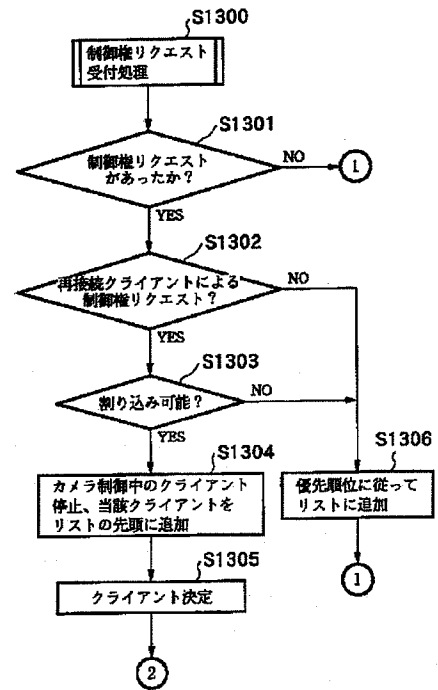 S1300
制御権リクエスト
受付処理
S1301
制御権リクエスト
があったか？
NO
1
YES
S1302
再接続クライアントによる
制御権リクエスト？
NO
YES
S1303
割り込み可能？
NO
YES
S1304
カメラ制御中のクライアント
停止、当該クライアントを
リストの先頭に追加
S1306
優先順位に従って
リストに追加
1
S1305
クライアント決定
2